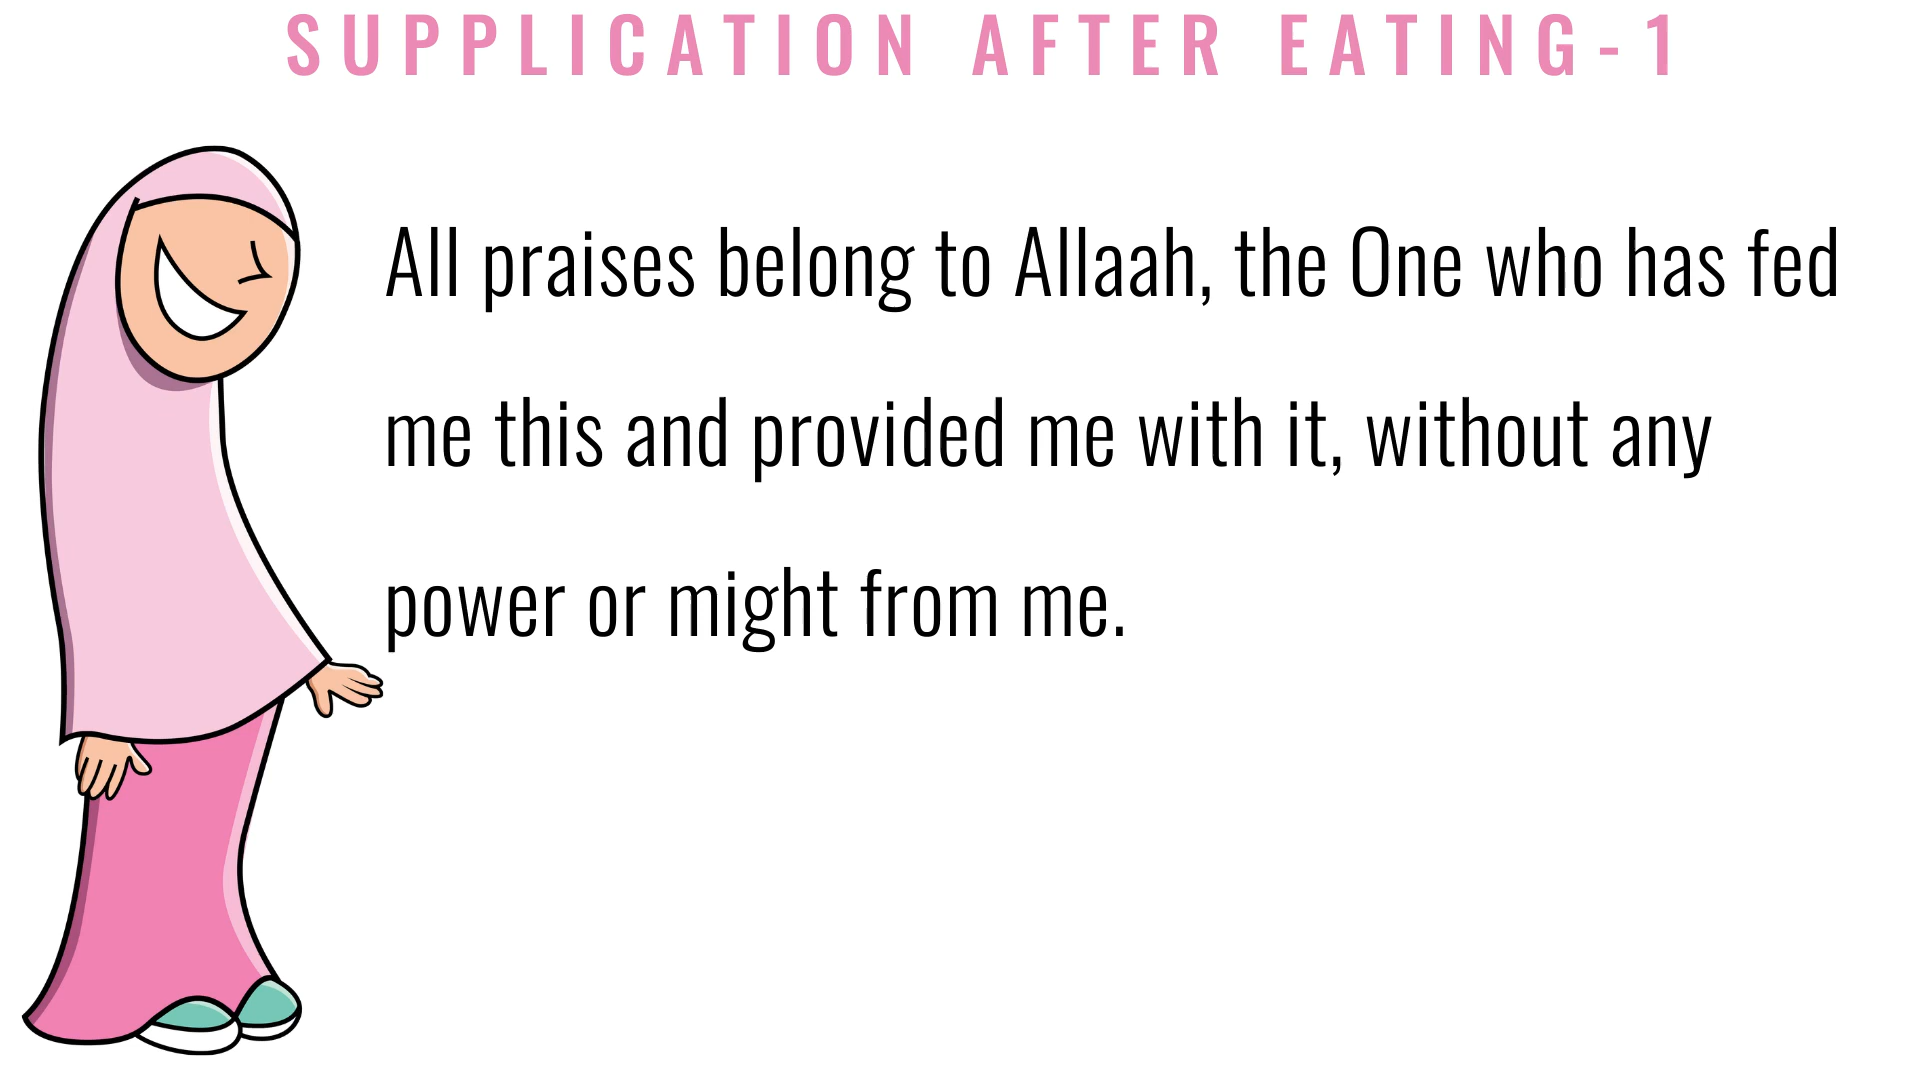 SUPPLICATION AFTER EATING-1
All praises belong to Allaah, the One who has fed
me this and provided me with it, without any
power or might from me.